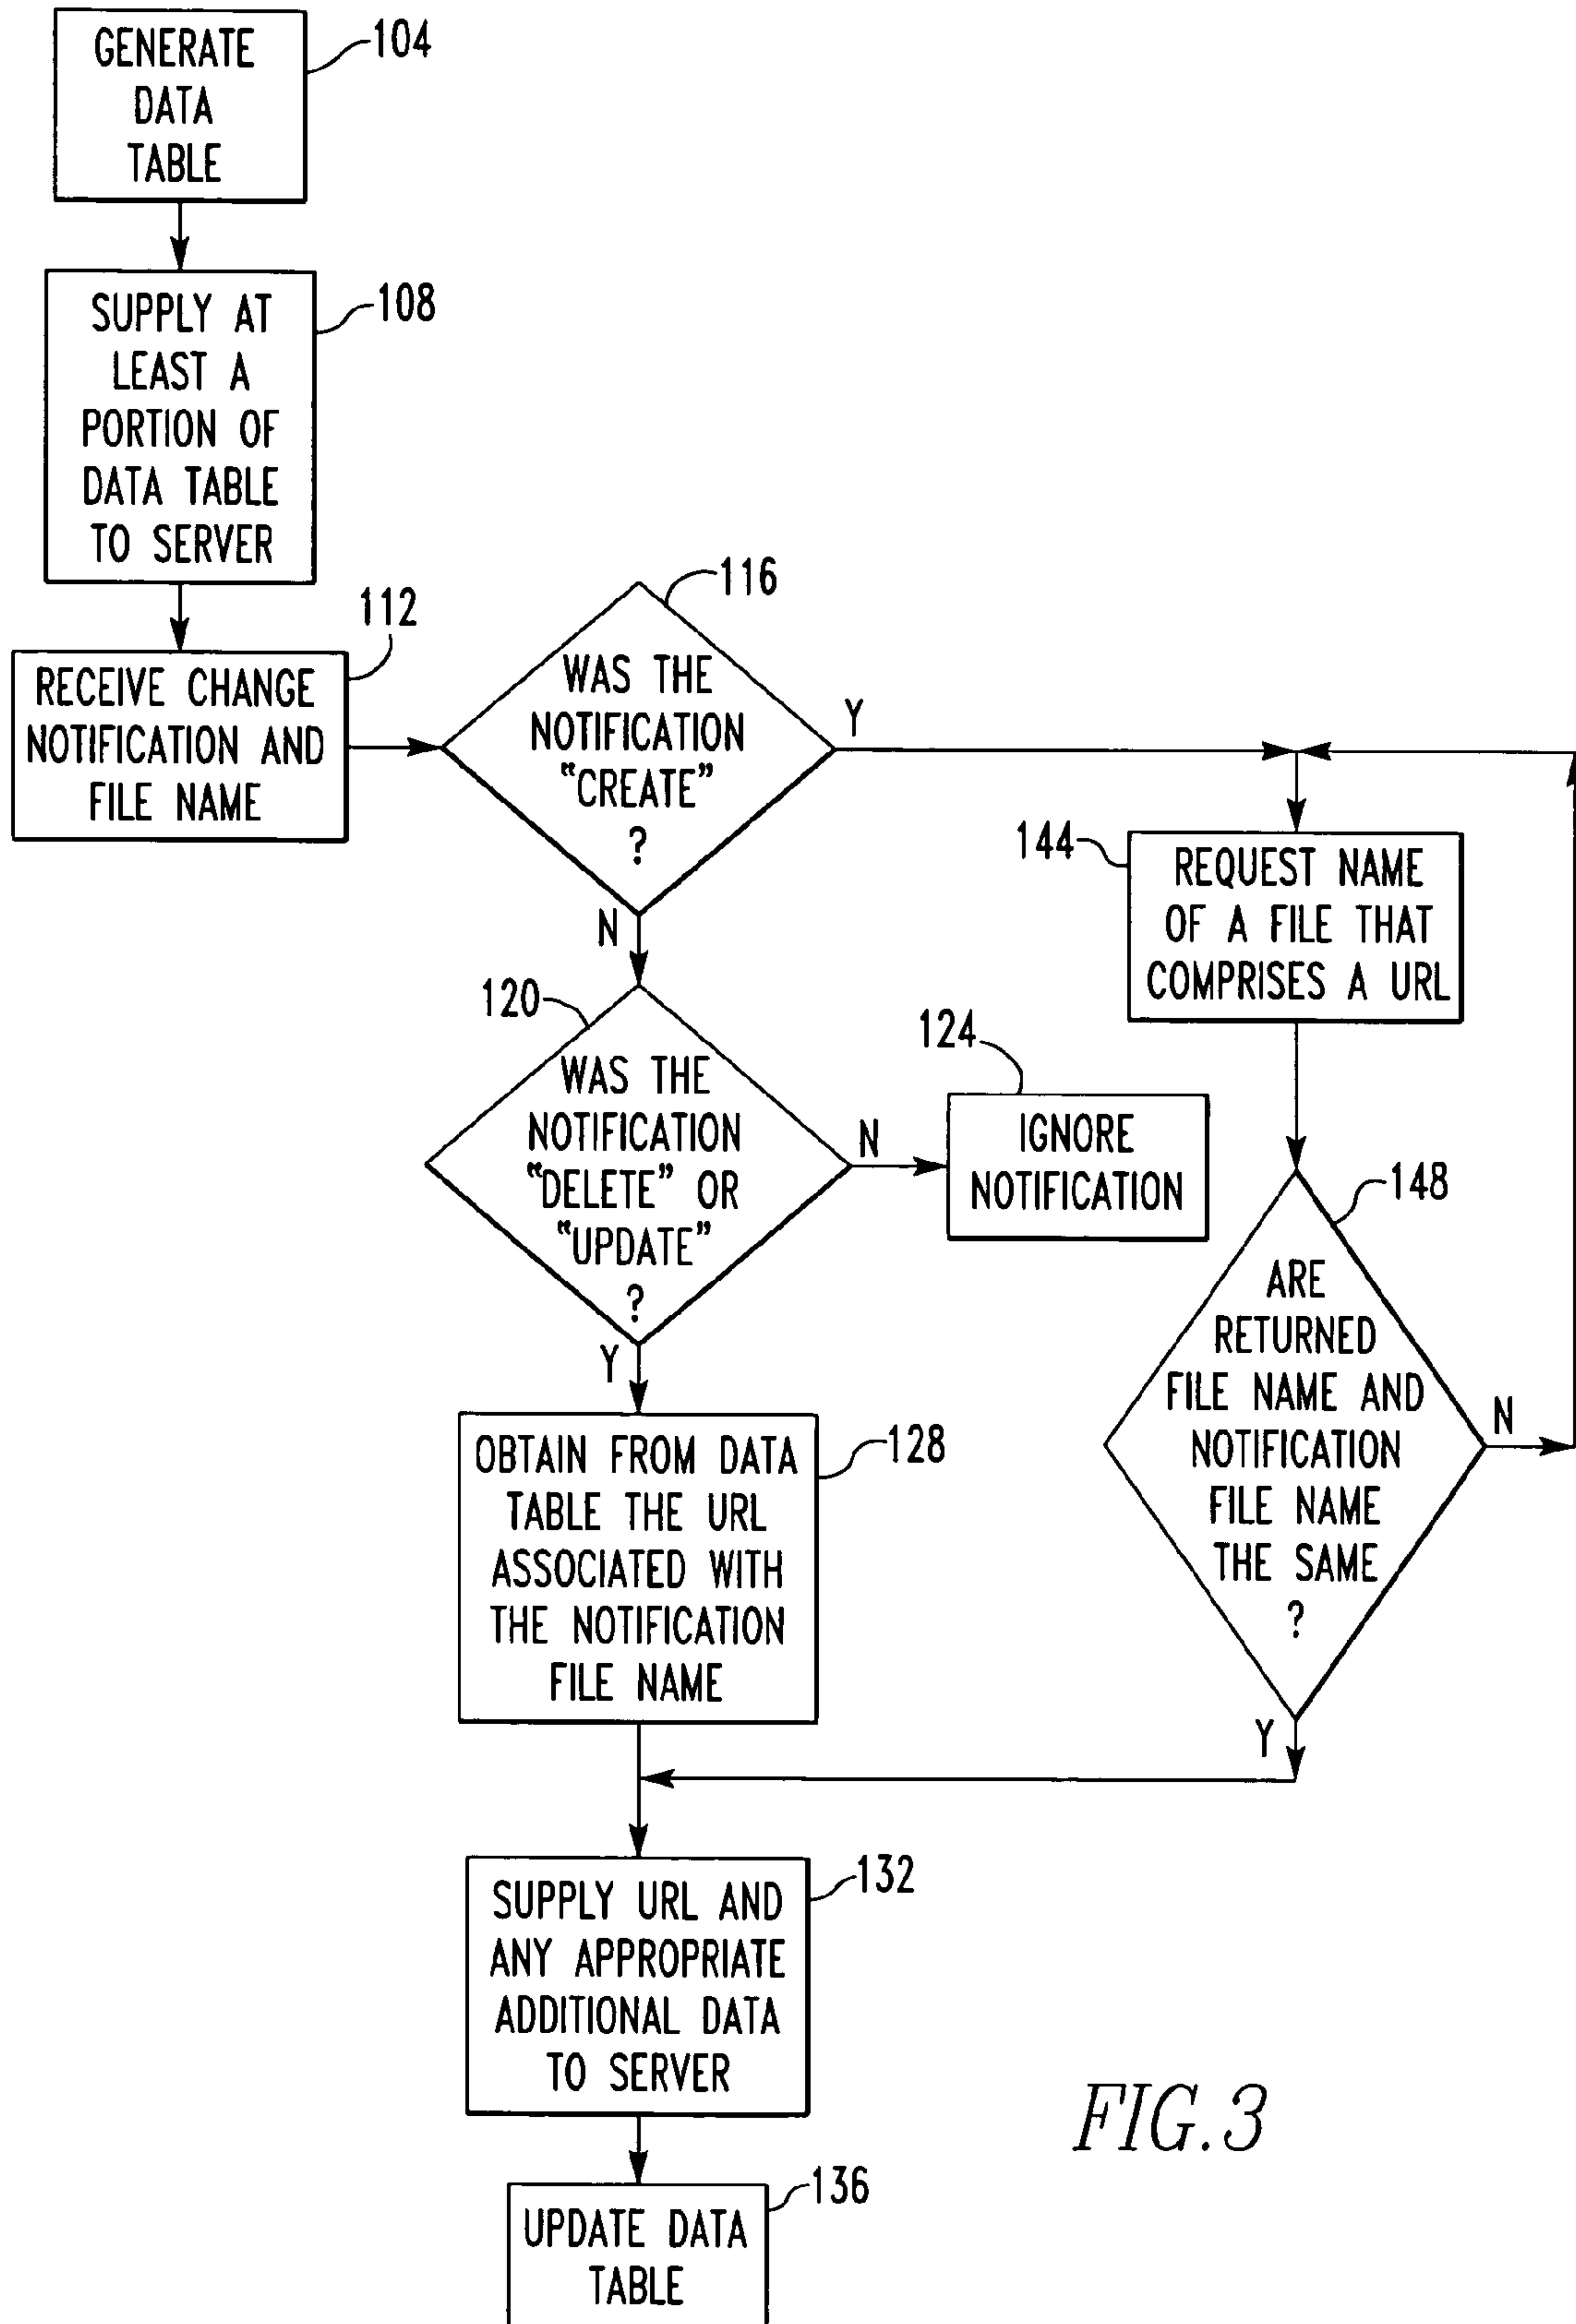 GENERATE
DATA
TABLE
104
SUPPLY AT
LEAST A
PORTION OF
DATA TABLE
TO SERVER
108
RECEIVE CHANGE
NOTIFICATION AND
FILE NAME
112
WAS THE
NOTIFICATION
“CREATE”
?
116
Y
N
144
REQUEST NAME
OF A FILE THAT
COMPRISES A URL
120
WAS THE
NOTIFICATION
“DELETE” OR
“UPDATE”
?
N
Y
124
IGNORE
NOTIFICATION
148
ARE
RETURNED
FILE NAME AND
NOTIFICATION
FILE NAME
THE SAME
?
N
Y
OBTAIN FROM DATA
TABLE THE URL
ASSOCIATED WITH
THE NOTIFICATION
FILE NAME
128
SUPPLY URL AND
ANY APPROPRIATE
ADDITIONAL DATA
TO SERVER
132
UPDATE DATA
TABLE
136
FIG.3